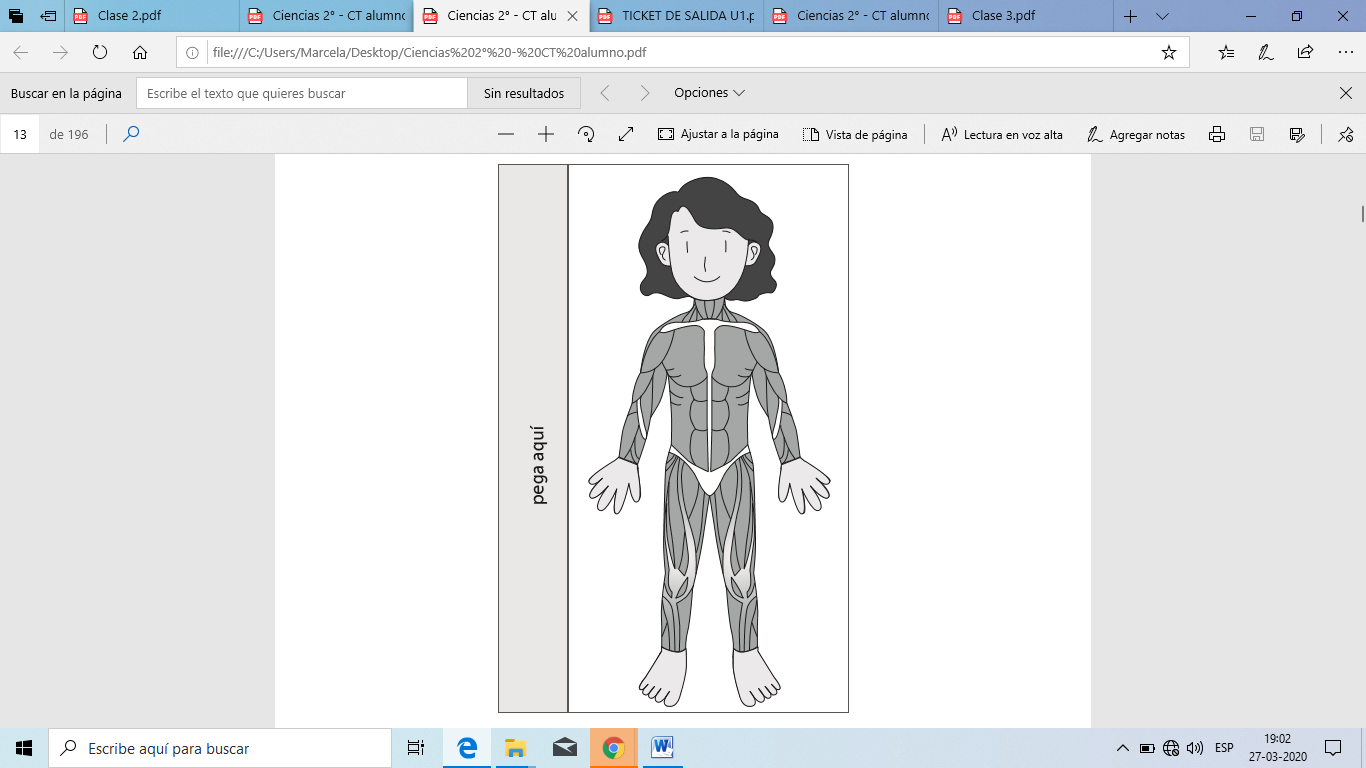 Clase 2.pdf
Ciencias 2° - CT alumno
Ciencias 2° - CT alu
TICKET DE SALIDA U1.p
Ciencias 2° - CT alumno
Clase 3.pdf
file:///C:/Users/Marcela/Desktop/Ciencias%202°%20-%20CT%20alumno.pdf
Buscar en la página
Escribe el texto que quieres buscar
Sin resultados
Opciones
13 de 196
Ajustar a la página
Vista de página
Lectura en voz alta
Agregar notas
pega aquí
Escribe aquí para buscar
ESP
19:02
27-03-2020